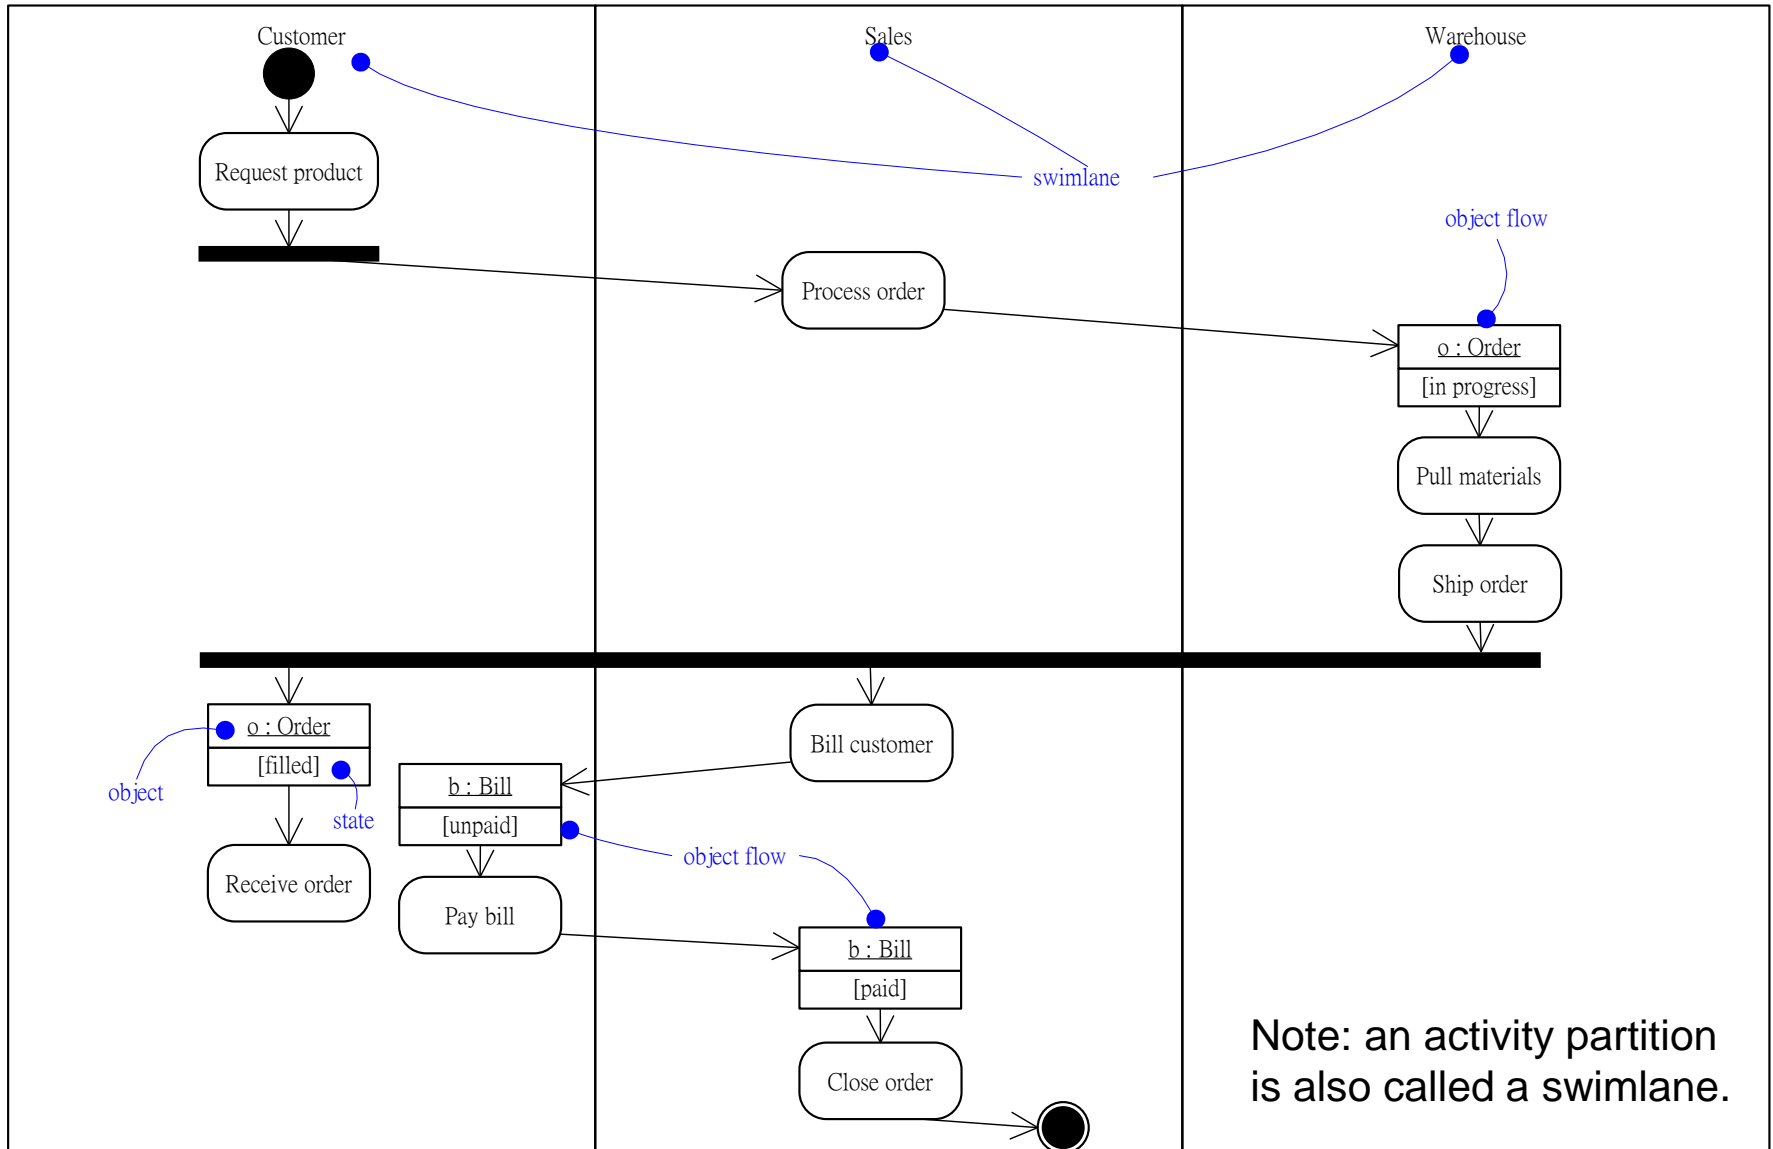 Customer
Sales
Warehouse
Request product
swimlane
object flow
Process order
o : Order
[in progress]
Pull materials
Ship order
o : Order
[filled]
object
state
Bill customer
b : Bill
[unpaid]
object flow
Receive order
Pay bill
b : Bill
[paid]
Close order
Note: an activity partition
is also called a swimlane.